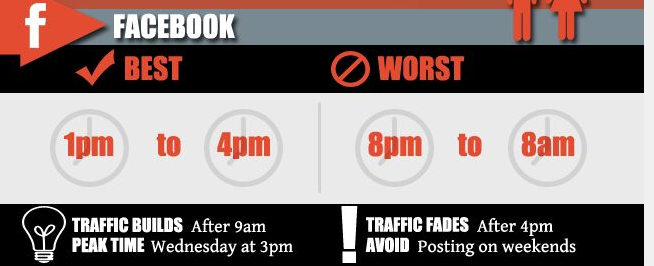 f FACEBOOK
BEST
WORST
1pm to 4pm
8pm to 8am
TRAFFIC BUILDS After 9am
PEAK TIME Wednesday at 3pm
TRAFFIC FADES After 4pm
AVOID Posting on weekends